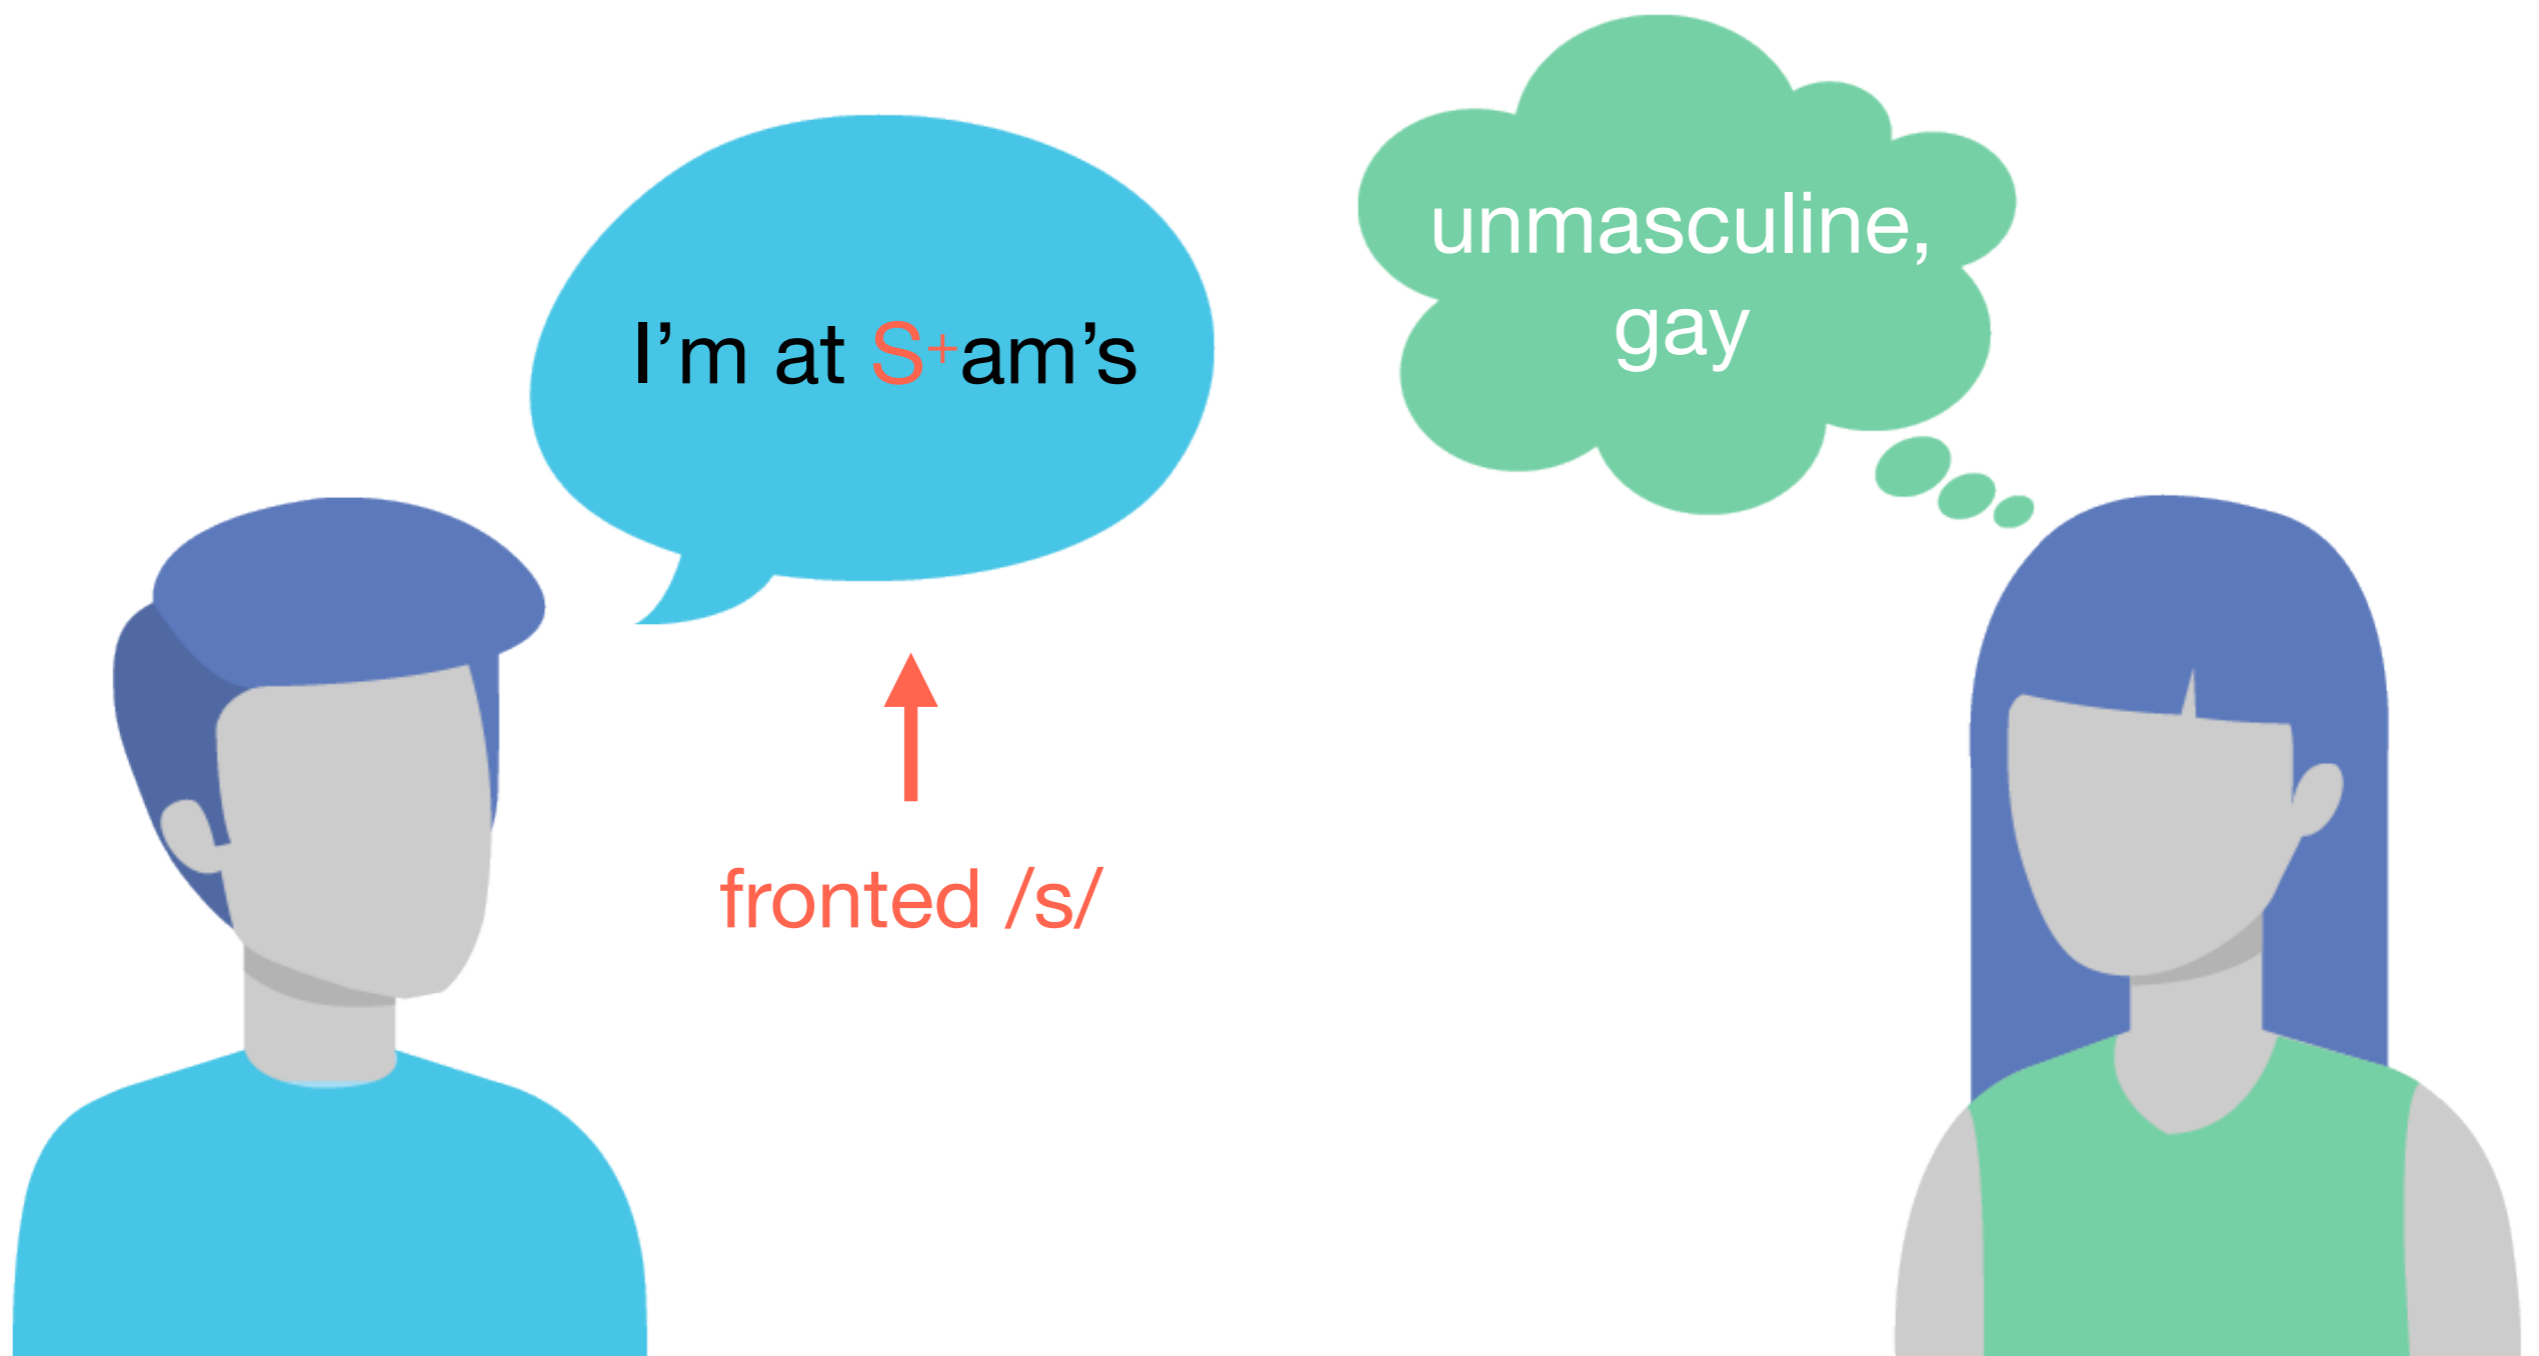 I’m at S⁺am’s
unmasculine,
gay
fronted /s/